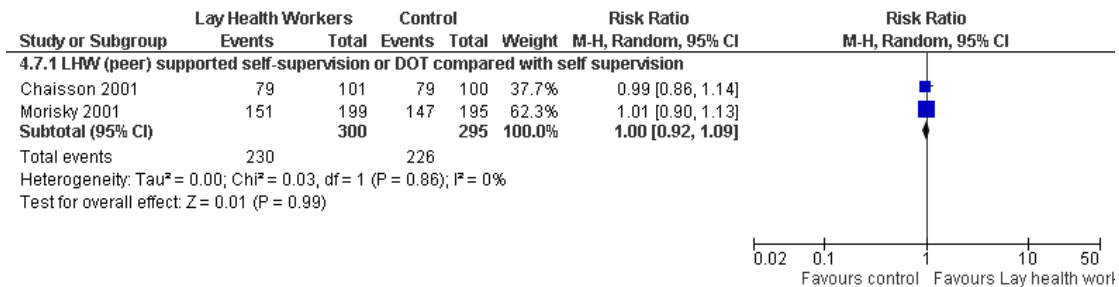 Lay Health Workers Control Risk Ratio Risk Ratio
Study or Subgroup Events Total Events Total Weight M-H, Random, 95% CI M-H, Random, 95% CI
4.7.1 LHW (peer) supported self-supervision or DOT compared with self supervision
Chaisson 2001 79 101 79 100 37.7% 0.99 [0.86, 1.14]
Morisky 2001 151 199 147 195 62.3% 1.01 [0.90, 1.13]
Subtotal (95% CI) 300 295 100.0% 1.00 [0.92, 1.09]
Total events 230 226
Heterogeneity: Tau² = 0.00; Chi² = 0.03, df = 1 (P = 0.86); I² = 0%
Test for overall effect: Z = 0.01 (P = 0.99)
0.02 0.1 1 10 50
Favours control Favours Lay health work